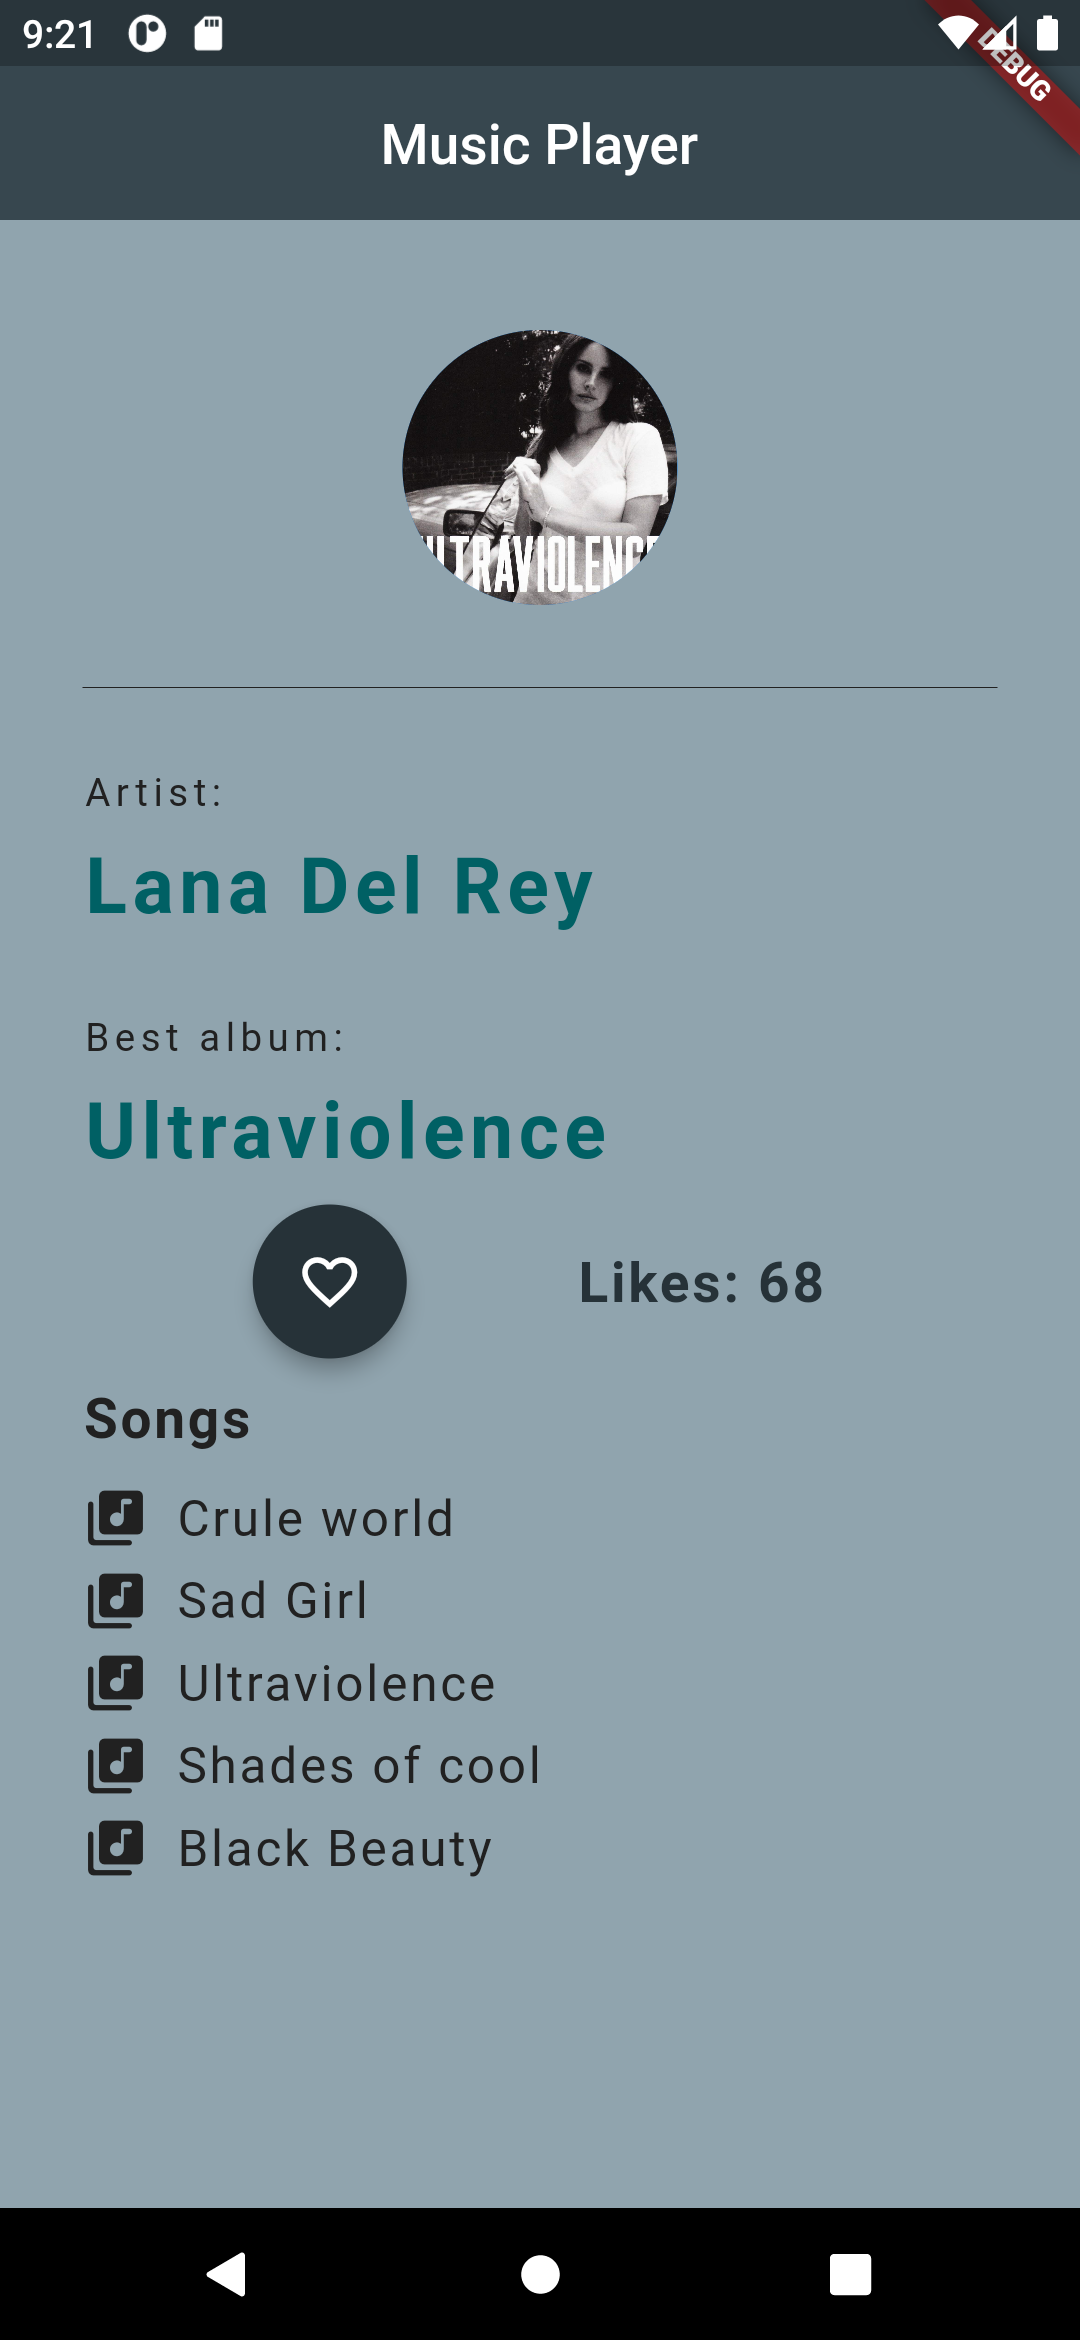 9:21
DEBUG
Music Player
ULTRAVIOLENCE
Artist:
Lana Del Rey
Best album:
Ultraviolence
Likes: 68
Songs
Crule world
Sad Girl
Ultraviolence
Shades of cool
Black Beauty